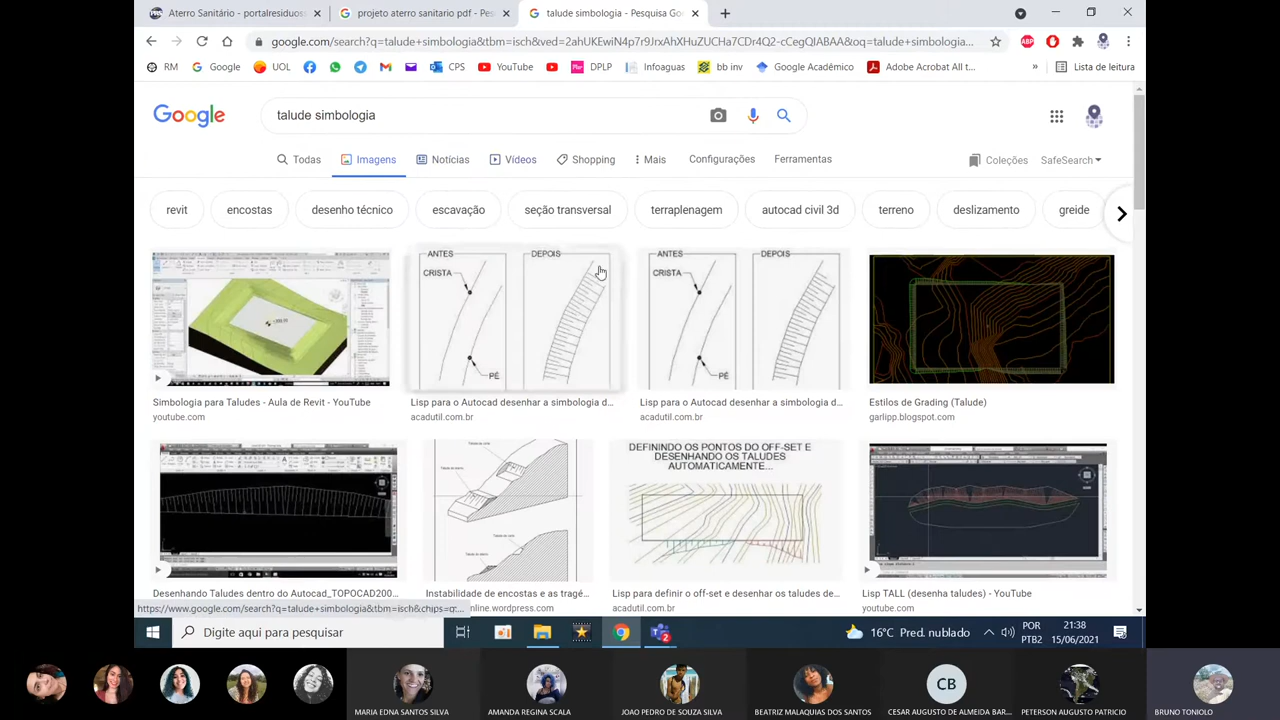 Aterro Sanitário - portalresiduos
projeto aterro sanitario pdf - Pes
talude simbologia - Pesquisa Go
google.com/search?q=talude+simbologia&tbm=isch&ved=2ahUKEwiN4p7r9JrxAhXHuZUCHa7CDr4Q2-cCegQIABAA&oq=talude+simbologia...
RM Google UOL CPS YouTube DPLP Infoaguas bb inv Google Acadêmico Adobe Acrobat All t... » Lista de leitura
Google talude simbologia
Todas Imagens Notícias Vídeos Shopping Mais Configurações Ferramentas Coleções SafeSearch
revit encostas desenho técnico escavação seção transversal terraplenagem autocad civil 3d terreno deslizamento greide
ANTES DEPOIS ANTES DEPOIS
CRISTA CRISTA
PÉ PÉ
Simbologia para Taludes - Aula de Revit - YouTube
youtube.com
Lisp para o Autocad desenhar a simbologia d...
acadutil.com.br
Lisp para o Autocad desenhar a simbologia d...
acadutil.com.br
Estilos de Grading (Talude)
garlipp.blogspot.com
DEFININDO OS PONTOS DO OFF-SET E
DESENHANDO OS TALUDES
AUTOMATICAMENTE...
Desenhando Taludes dentro do Autocad_TOPOCAD200...
Instabilidade de encostas e as tragé...
nline.wordpress.com
Lisp para definir o off-set e desenhar os taludes de...
acadutil.com.br
Lisp TALL (desenha taludes) - YouTube
youtube.com
https://www.google.com/search?q=talude+simbologia&tbm=isch&chips=q:...
Digite aqui para pesquisar
16°C Pred. nublado
POR
PTB2
21:38
15/06/2021
MARIA EDNA SANTOS SILVA
AMANDA REGINA SCALA
JOAO PEDRO DE SOUZA SILVA
BEATRIZ MALAQUIAS DOS SANTOS
CB
CESAR AUGUSTO DE ALMEIDA BAR...
PETERSON AUGUSTO PATRICIO
BRUNO TONIOLO